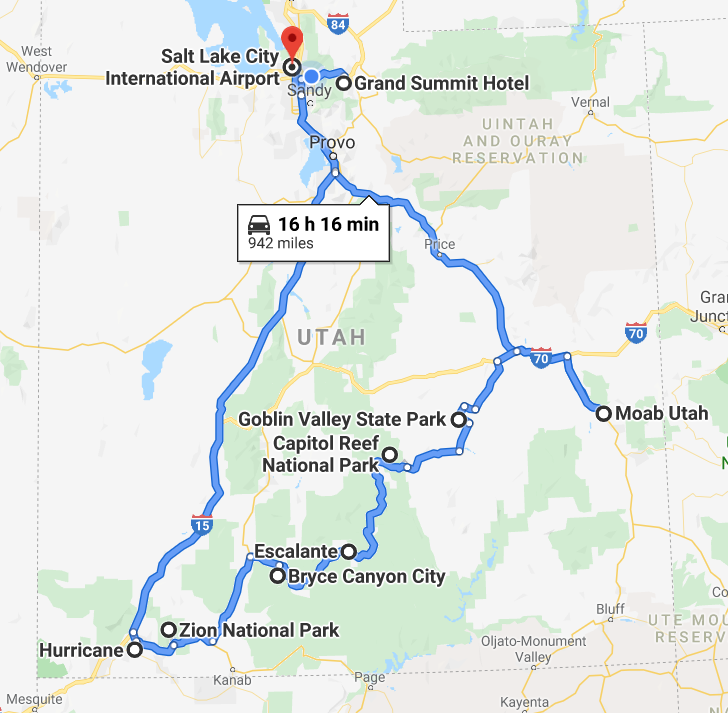 84
West
Wendover
Salt Lake City
International Airport
Grand Summit Hotel
Sandy
Vernal
UINTAH
AND OURAY
RESERVATION
Provo
16 h 16 min
942 miles
Price
UTAH
70
70
Gran
Junct
Moab Utah
Goblin Valley State Park
Capitol Reef
National Park
15
Escalante
Bryce Canyon City
Zion National Park
Hurricane
Bluff
UTE MOU
RESERV
Oljato-Monument
Valley
Kanab
Page
Mesquite
Kayenta
Co
N